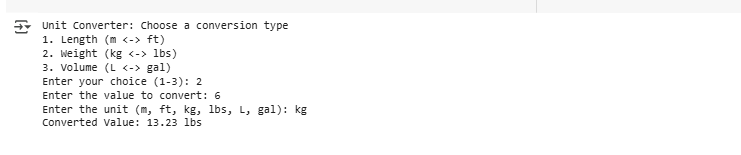 Unit Converter: Choose a conversion type
1. Length (m <-> ft)
2. Weight (kg <-> lbs)
3. Volume (L <-> gal)
Enter your choice (1-3): 2
Enter the value to convert: 6
Enter the unit (m, ft, kg, lbs, L, gal): kg
Converted Value: 13.23 lbs